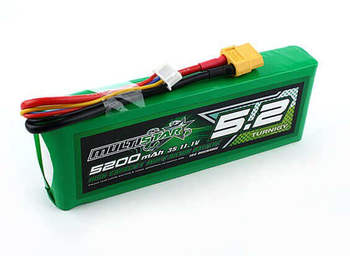 MULTISTAR
5.2
TURNIGY
5200mAh 3S 11.1V